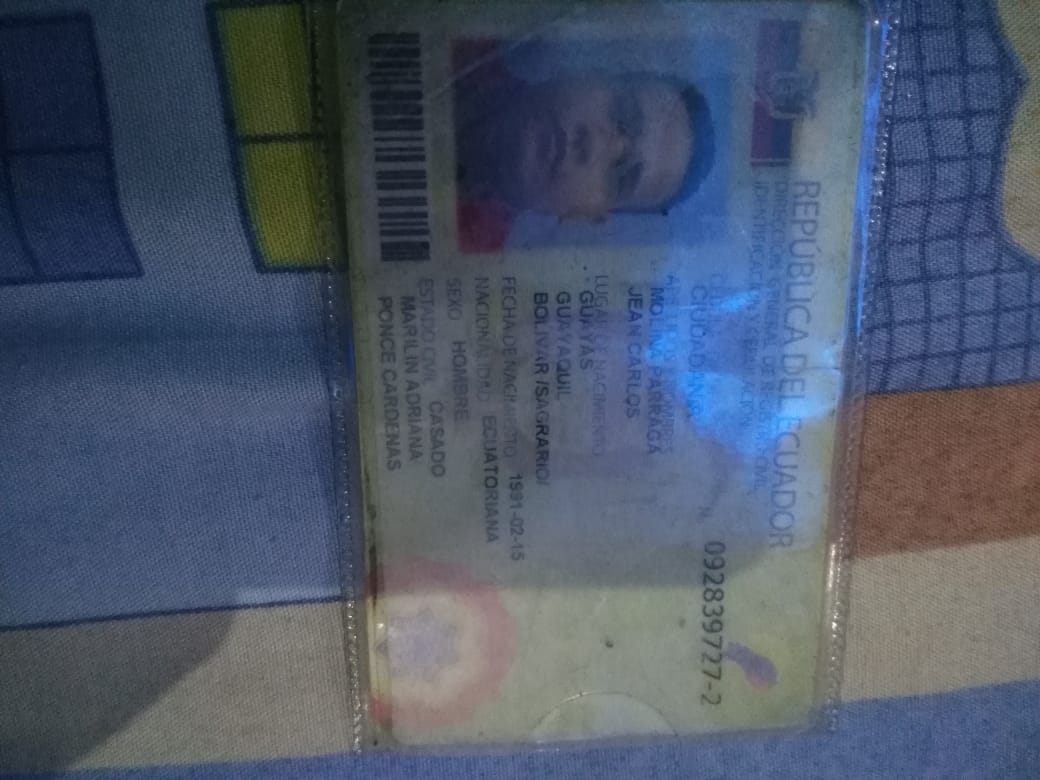 REPÚBLICA DEL ECUADOR
DIRECCIÓN GENERAL DE REGISTRO CIVIL
IDENTIFICACIÓN Y CEDULACIÓN
N. 092839727-2
CIUDADANÍA
APELLIDOS Y NOMBRES
MOLINA PARRAGA
JEAN CARLOS
LUGAR DE NACIMIENTO
GUAYAS
GUAYAQUIL
BOLIVAR /SAGRARIO/
FECHA DE NACIMIENTO 1991-02-15
NACIONALIDAD ECUATORIANA
SEXO HOMBRE
ESTADO CIVIL CASADO
MARILIN ADRIANA
PONCE CARDENAS